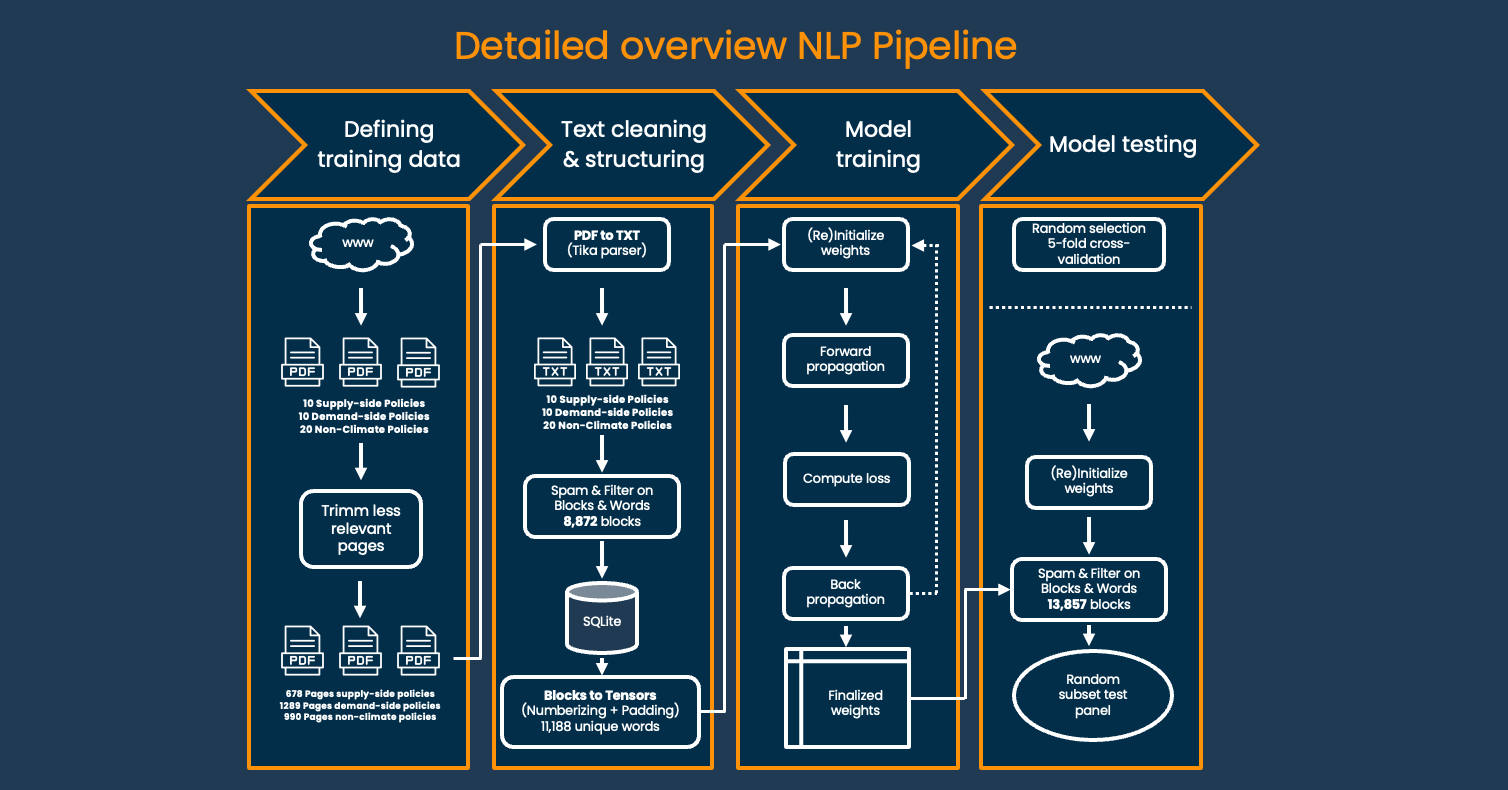 Detailed overview NLP Pipeline
Defining
training data
www
PDF PDF PDF
10 Supply-side Policies
10 Demand-side Policies
20 Non-Climate Policies
Trimm less
relevant
pages
PDF PDF PDF
678 Pages supply-side policies
1289 Pages demand-side policies
990 Pages non-climate policies
Text cleaning
& structuring
PDF to TXT
(Tika parser)
TXT TXT TXT
10 Supply-side Policies
10 Demand-side Policies
20 Non-Climate Policies
Spam & Filter on
Blocks & Words
8,872 blocks
SQLite
Blocks to Tensors
(Numberizing + Padding)
11,188 unique words
Model
training
(Re)Initialize
weights
Forward
propagation
Compute loss
Back
propagation
Finalized
weights
Model testing
Random selection
5-fold cross-
validation
www
(Re)Initialize
weights
Spam & Filter on
Blocks & Words
13,857 blocks
Random
subset test
panel